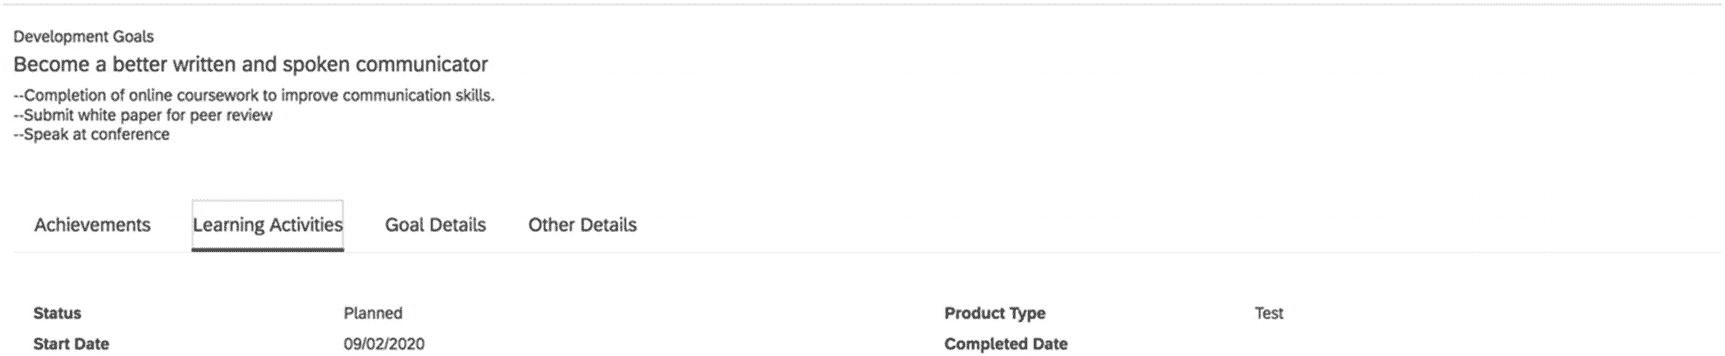 Development Goals
Become a better written and spoken communicator
--Completion of online coursework to improve communication skills.
--Submit white paper for peer review
--Speak at conference
Achievements Learning Activities Goal Details Other Details
Status Planned Product Type Test
Start Date 09/02/2020 Completed Date